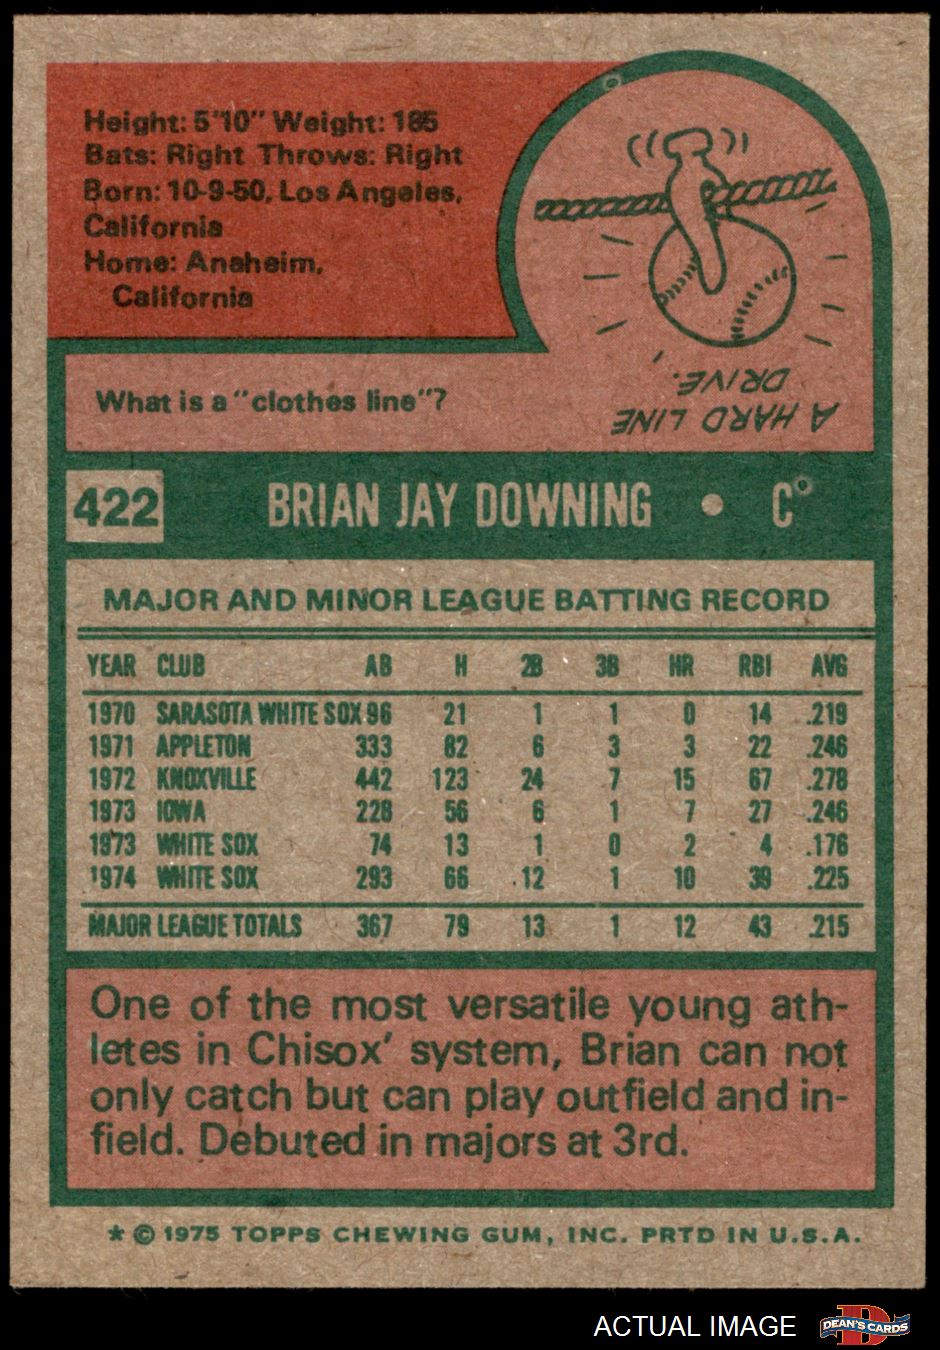 Height: 5'10" Weight: 185
Bats: Right Throws: Right
Born: 10-9-50, Los Angeles,
California
Home: Anaheim,
California
A HARD LINE
DRIVE.
What is a "clothes line"?
422 BRIAN JAY DOWNING • C
MAJOR AND MINOR LEAGUE BATTING RECORD
YEAR CLUB AB H 2B 3B HR RBI AVG
1970 SARASOTA WHITE SOX 96 21 1 1 0 14 .219
1971 APPLETON 333 82 6 3 3 22 .246
1972 KNOXVILLE 442 123 24 7 15 67 .278
1973 IOWA 228 56 6 1 7 27 .246
1973 WHITE SOX 74 13 1 0 2 4 .176
1974 WHITE SOX 293 66 12 1 10 39 .225
MAJOR LEAGUE TOTALS 367 79 13 1 12 43 .215
One of the most versatile young ath-
letes in Chisox' system, Brian can not
only catch but can play outfield and in-
field. Debuted in majors at 3rd.
* © 1975 TOPPS CHEWING GUM, INC. PRTD IN U.S.A.
ACTUAL IMAGE
DEAN'S CARDS